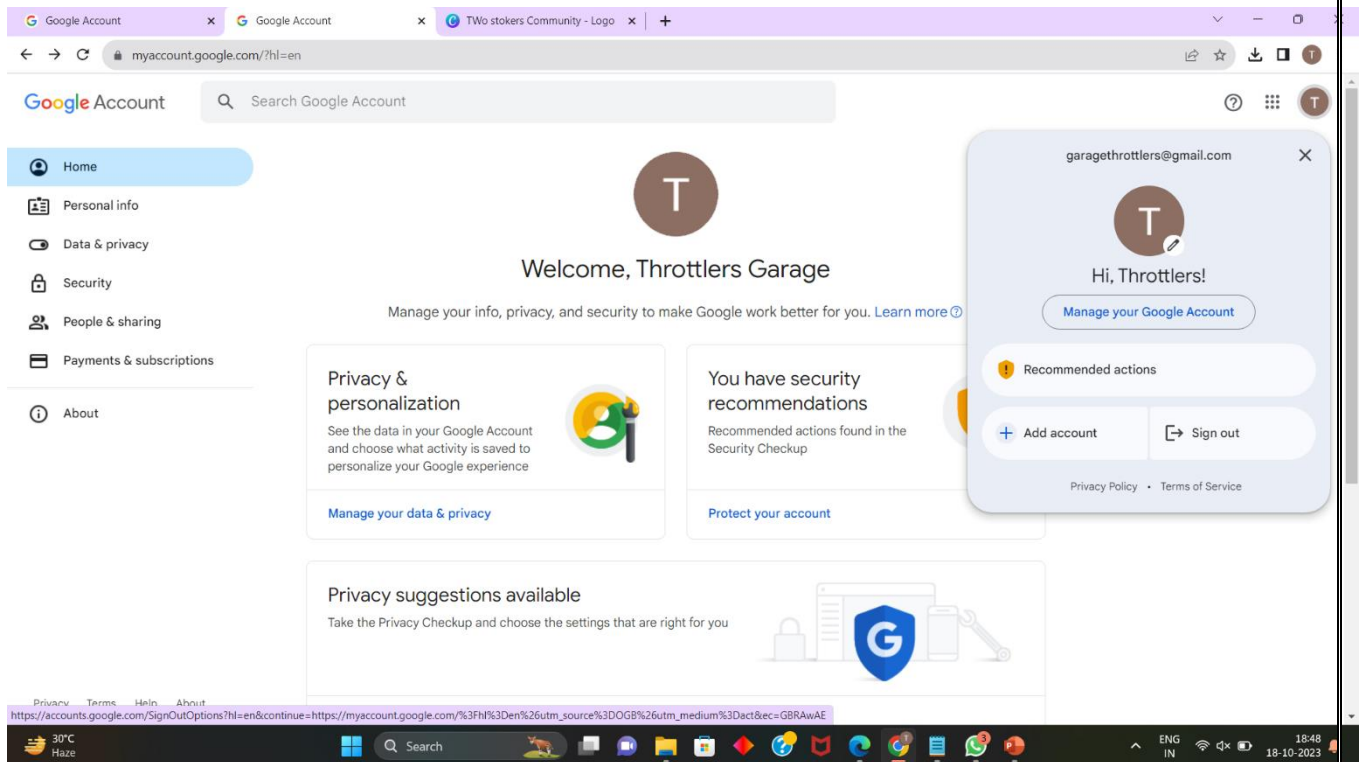 Google Account
Google Account
TWo stokers Community - Logo
myaccount.google.com/?hl=en
T
Google Account
Search Google Account
T
Home
Personal info
Data & privacy
Security
People & sharing
Payments & subscriptions
About
T
Welcome, Throttlers Garage
Manage your info, privacy, and security to make Google work better for you. Learn more
Privacy &
personalization
See the data in your Google Account
and choose what activity is saved to
personalize your Google experience
Manage your data & privacy
You have security
recommendations
Recommended actions found in the
Security Checkup
Protect your account
garagethrottlers@gmail.com
T
Hi, Throttlers!
Manage your Google Account
Recommended actions
Add account
Sign out
Privacy Policy • Terms of Service
Privacy suggestions available
Take the Privacy Checkup and choose the settings that are right for you
G
Privacy Terms Help About
https://accounts.google.com/SignOutOptions?hl=en&continue=https://myaccount.google.com/%3Fhl%3Den%26utm_source%3DOGB%26utm_medium%3Dact&ec=GBRAwAE
30°C
Haze
Search
3
ENG
IN
18:48
18-10-2023